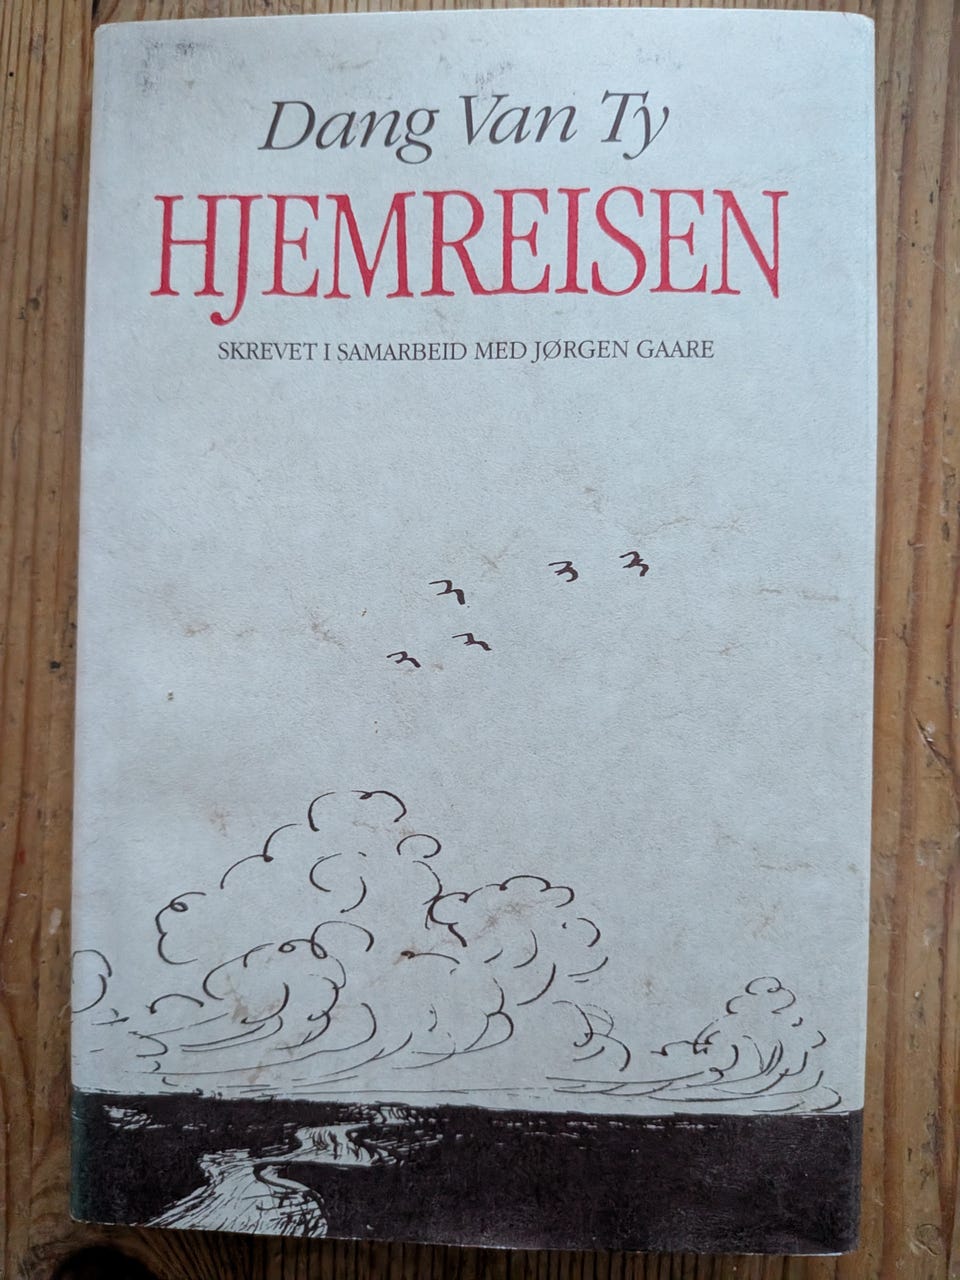 Dang Van Ty
HJEMREISEN
SKREVET I SAMARBEID MED JØRGEN GAARE